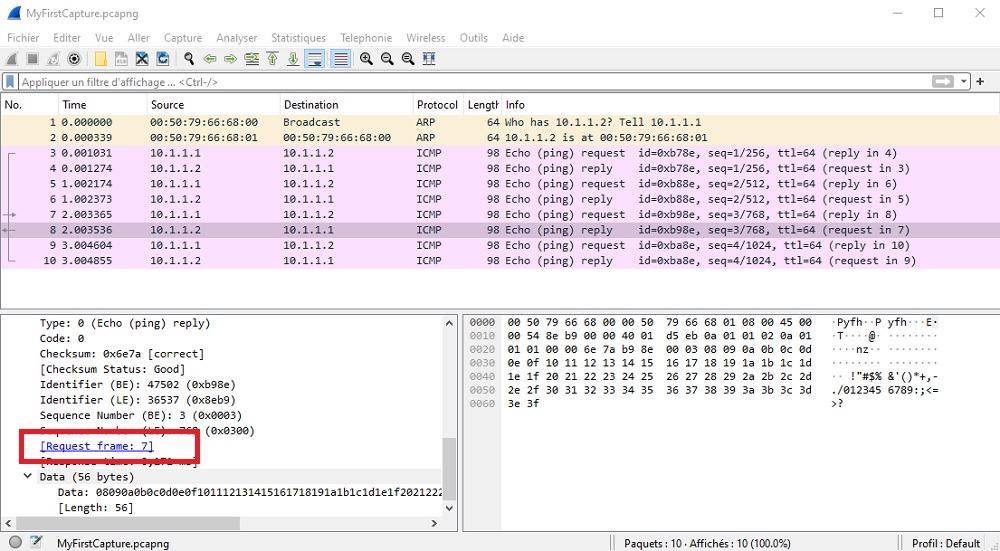 MyFirstCapture.pcapng
Fichier Editer Vue Aller Capture Analyser Statistiques Telephonie Wireless Outils Aide
Appliquer un filtre d'affichage ... <Ctrl-/>
No. Time Source Destination Protocol Length Info
1 0.000000 00:50:79:66:68:00 Broadcast ARP 64 Who has 10.1.1.2? Tell 10.1.1.1
2 0.000339 00:50:79:66:68:01 00:50:79:66:68:00 ARP 64 10.1.1.2 is at 00:50:79:66:68:01
3 0.001031 10.1.1.1 10.1.1.2 ICMP 98 Echo (ping) request id=0xb78e, seq=1/256, ttl=64 (reply in 4)
4 0.001274 10.1.1.2 10.1.1.1 ICMP 98 Echo (ping) reply id=0xb78e, seq=1/256, ttl=64 (request in 3)
5 1.002174 10.1.1.1 10.1.1.2 ICMP 98 Echo (ping) request id=0xb88e, seq=2/512, ttl=64 (reply in 6)
6 1.002373 10.1.1.2 10.1.1.1 ICMP 98 Echo (ping) reply id=0xb88e, seq=2/512, ttl=64 (request in 5)
7 2.003365 10.1.1.1 10.1.1.2 ICMP 98 Echo (ping) request id=0xb98e, seq=3/768, ttl=64 (reply in 8)
8 2.003536 10.1.1.2 10.1.1.1 ICMP 98 Echo (ping) reply id=0xb98e, seq=3/768, ttl=64 (request in 7)
9 3.004604 10.1.1.1 10.1.1.2 ICMP 98 Echo (ping) request id=0xba8e, seq=4/1024, ttl=64 (reply in 10)
10 3.004855 10.1.1.2 10.1.1.1 ICMP 98 Echo (ping) reply id=0xba8e, seq=4/1024, ttl=64 (request in 9)
Type: 0 (Echo (ping) reply)
Code: 0
Checksum: 0x6e7a [correct]
[Checksum Status: Good]
Identifier (BE): 47502 (0xb98e)
Identifier (LE): 36537 (0x8eb9)
Sequence Number (BE): 3 (0x0003)
Sequence Number (LE): 768 (0x0300)
[Request frame: 7]
[Response time: 0,171 ms]
Data (56 bytes)
Data: 08090a0b0c0d0e0f101112131415161718191a1b1c1d1e1f2021222
[Length: 56]
0000 00 50 79 66 68 00 00 50 79 66 68 01 08 00 45 00 ·Pyfh··P yfh···E·
0010 00 54 8e b9 00 00 40 01 d5 eb 0a 01 01 02 0a 01 ·T····@· ········
0020 01 01 00 00 6e 7a b9 8e 00 03 08 09 0a 0b 0c 0d ····nz·· ········
0030 0e 0f 10 11 12 13 14 15 16 17 18 19 1a 1b 1c 1d ········ ········
0040 1e 1f 20 21 22 23 24 25 26 27 28 29 2a 2b 2c 2d ·· !"#$% &'()*+,-
0050 2e 2f 30 31 32 33 34 35 36 37 38 39 3a 3b 3c 3d ./012345 6789:;<=
0060 3e 3f >?
MyFirstCapture.pcapng Paquets : 10 · Affichés : 10 (100.0%) Profil : Default